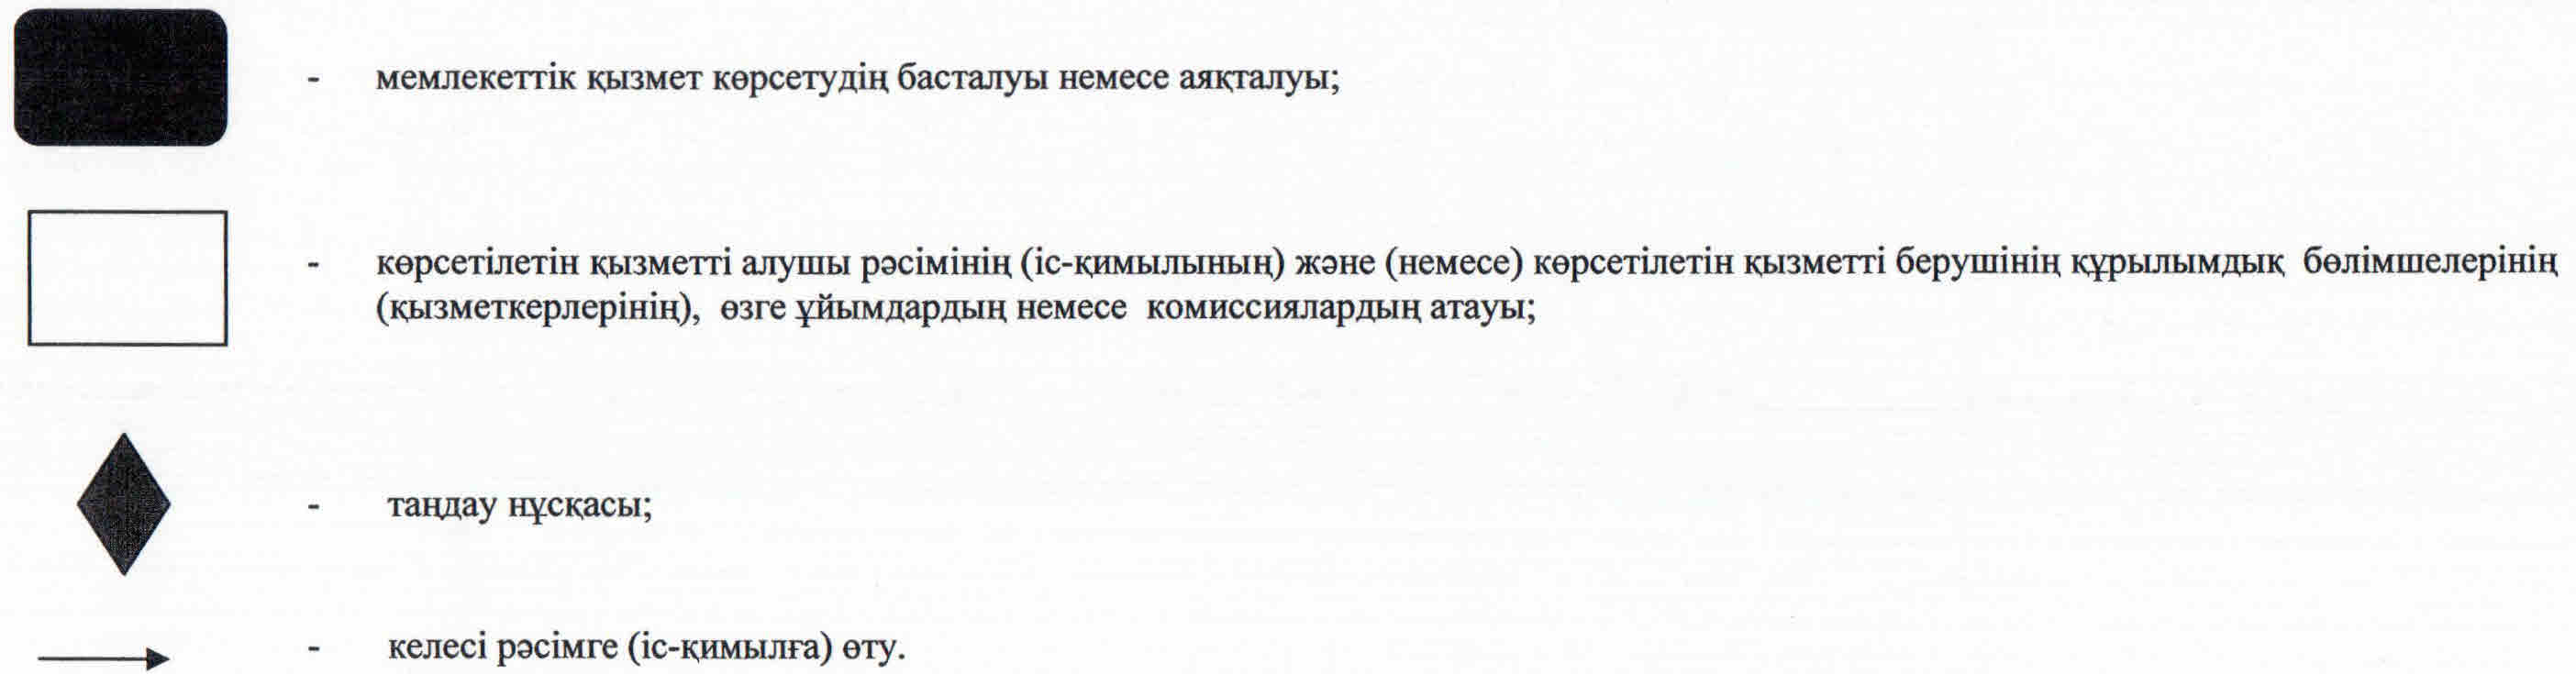 - мемлекеттік қызмет көрсетудің басталуы немесе аяқталуы;
- көрсетілетін қызметті алушы рәсімінің (іс-қимылының) және (немесе) көрсетілетін қызметті берушінің құрылымдық бөлімшелерінің
(қызметкерлерінің), өзге ұйымдардың немесе комиссиялардың атауы;
- таңдау нұсқасы;
- келесі рәсімге (іс-қимылға) өту.